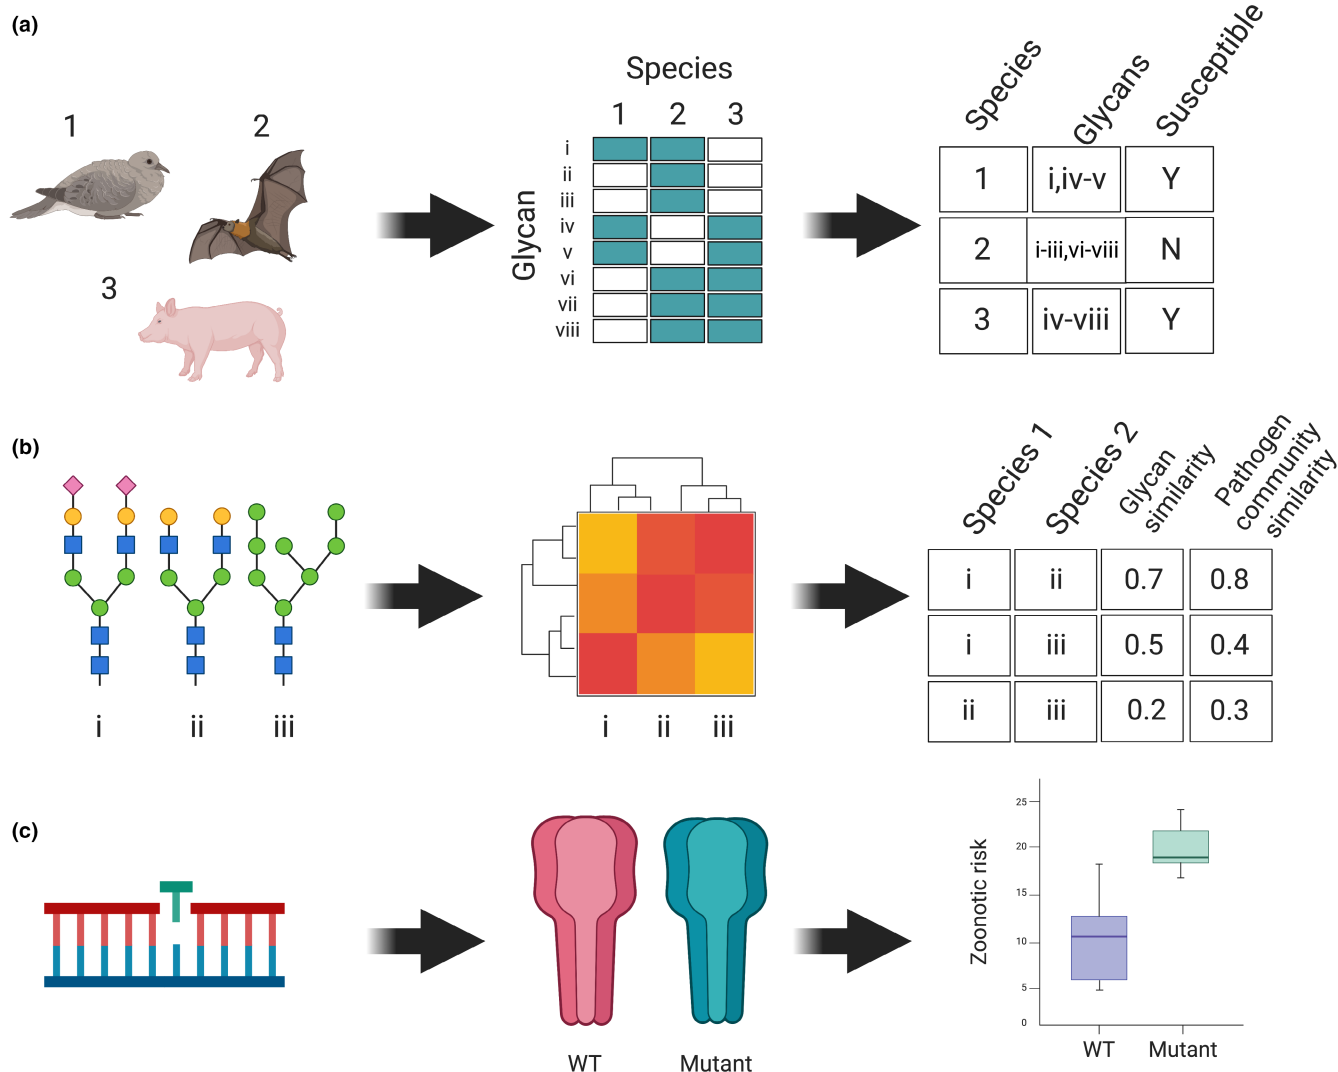 (a)
1
2
3
Species
1 2 3
Glycan
i
ii
iii
iv
v
vi
vii
viii
Species Glycans Susceptible
1 i,iv-v Y
2 i-iii,vi-viii N
3 iv-viii Y
(b)
i ii iii
i ii iii
Species 1 Species 2
Glycan
similarity
Pathogen
community
similarity
i ii 0.7 0.8
i iii 0.5 0.4
ii iii 0.2 0.3
(c)
WT Mutant
Zoonotic risk
25
20
15
10
5
0
WT Mutant